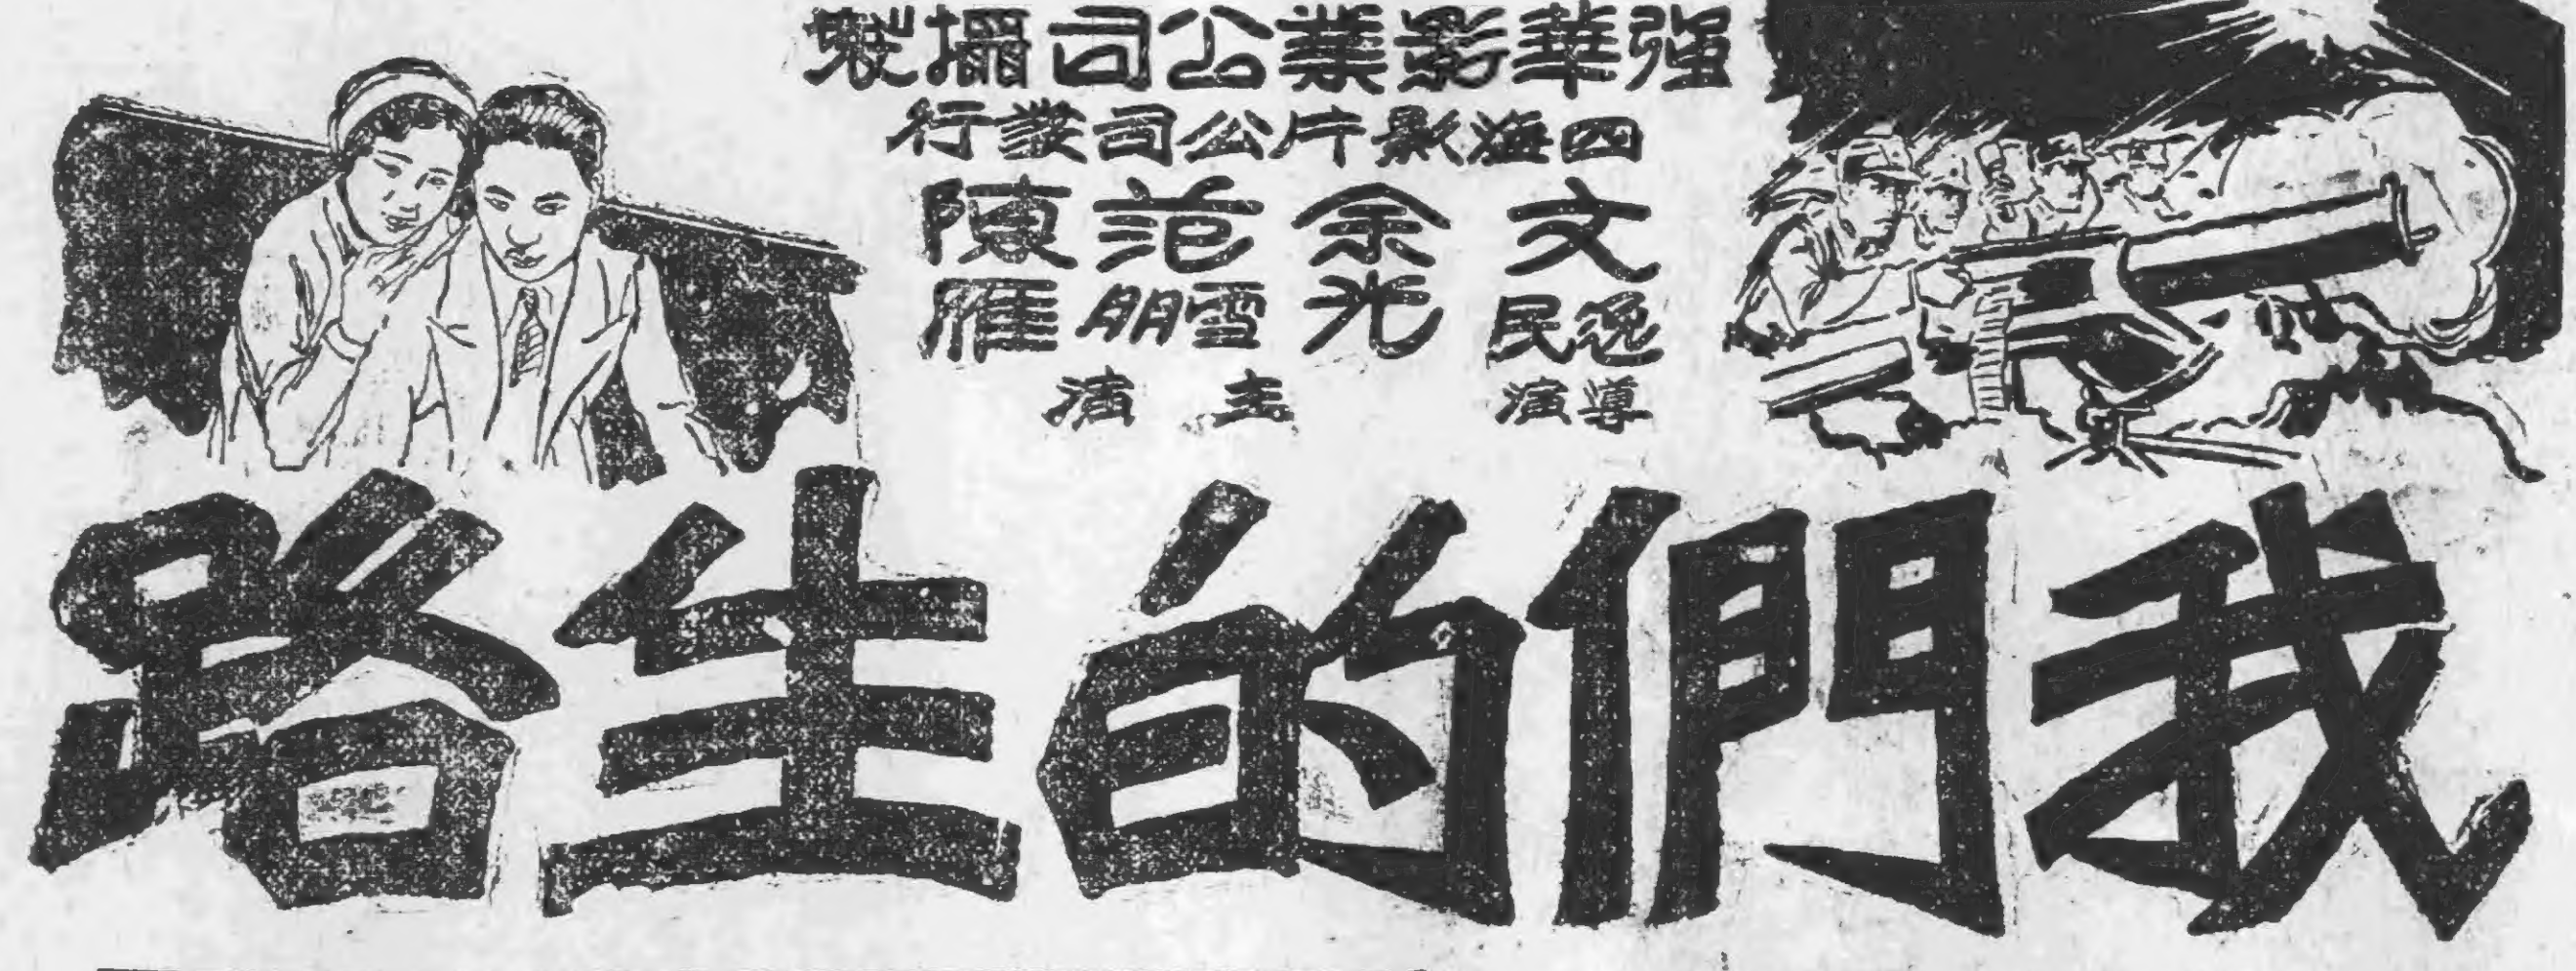 强華影業公司攝製
四海影片公司發行
文逸民 導演
余光 范雪朋 陳雁 主演
我們的生路